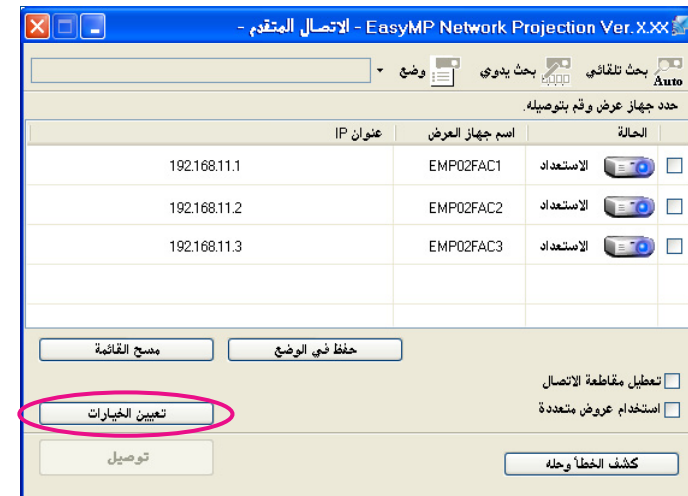 EasyMP Network Projection Ver.X.XX - الاتصال المتقدم -
Auto بحث تلقائي بحث يدوي وضع
حدد جهاز عرض وقم بتوصيله.
الحالة اسم جهاز العرض عنوان IP
الاستعداد EMP02FAC1 192.168.11.1
الاستعداد EMP02FAC2 192.168.11.2
الاستعداد EMP02FAC3 192.168.11.3
حفظ في الوضع مسح القائمة
تعطيل مقاطعة الاتصال
استخدام عروض متعددة تعيين الخيارات
كشف الخطأ وحله توصيل